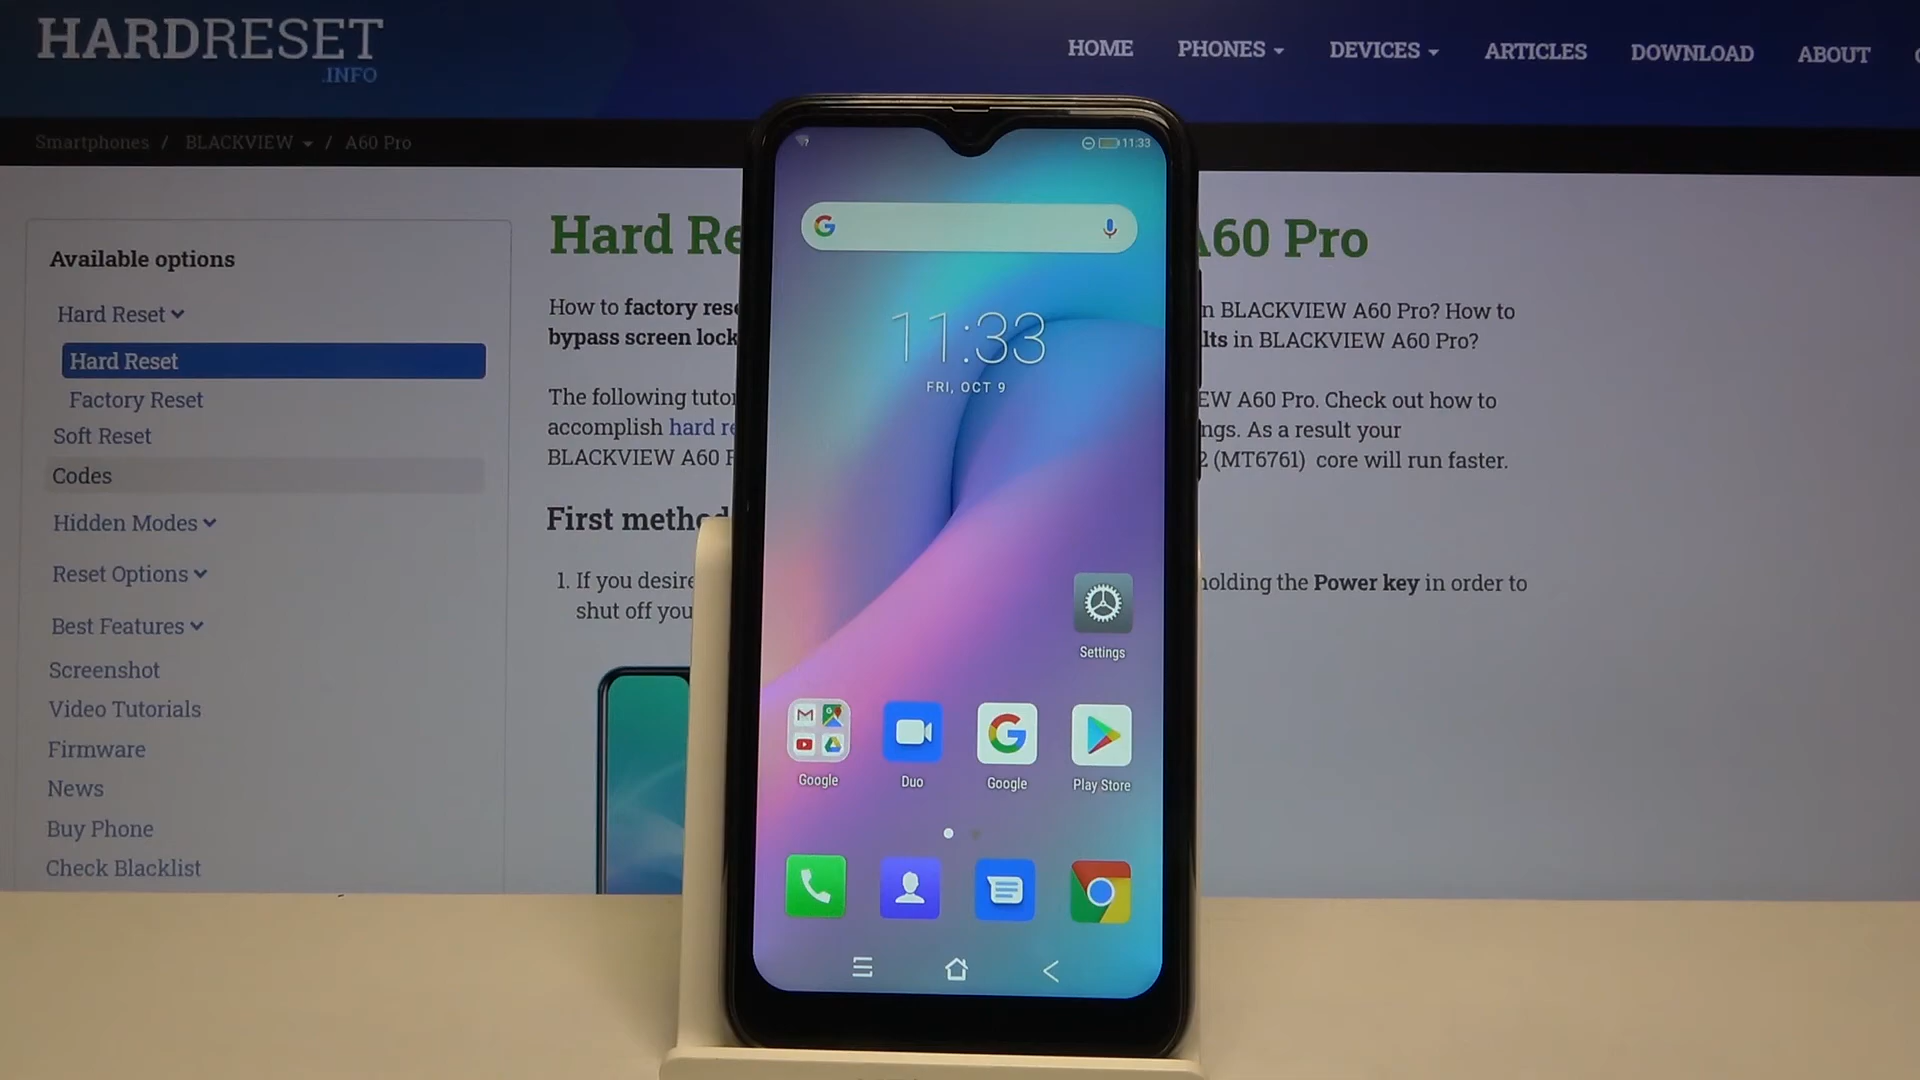 HARDRESET
.INFO
HOME PHONES DEVICES ARTICLES DOWNLOAD ABOUT
Smartphones / BLACKVIEW / A60 Pro
Available options
Hard Reset
Hard Reset
Factory Reset
Soft Reset
Codes
Hidden Modes
Reset Options
Best Features
Screenshot
Video Tutorials
Firmware
News
Buy Phone
Check Blacklist
Hard Re
A60 Pro
How to factory rese
n BLACKVIEW A60 Pro? How to
bypass screen lock
lts in BLACKVIEW A60 Pro?
The following tutor
EW A60 Pro. Check out how to
accomplish hard re
ngs. As a result your
BLACKVIEW A60 P
2 (MT6761) core will run faster.
First method
1. If you desire
holding the Power key in order to
shut off you
11:33
G
11:33
FRI, OCT 9
Settings
Google Duo Google Play Store